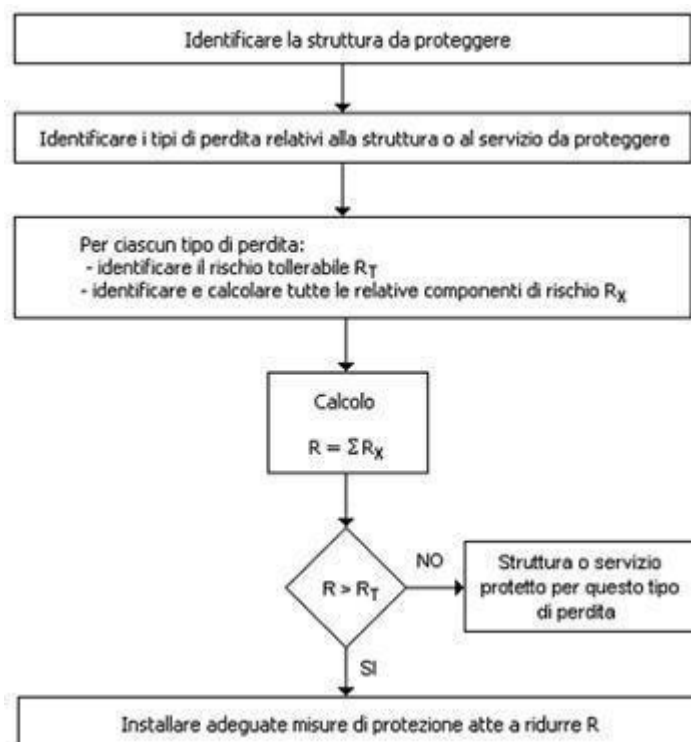 Identificare la struttura da proteggere
Identificare i tipi di perdita relativi alla struttura o al servizio da proteggere
Per ciascun tipo di perdita:
- identificare il rischio tollerabile RT
- identificare e calcolare tutte le relative componenti di rischio RX
Calcolo
R = ΣRX
R > RT
NO
Struttura o servizio
protetto per questo tipo
di perdita
SI
Installare adeguate misure di protezione atte a ridurre R